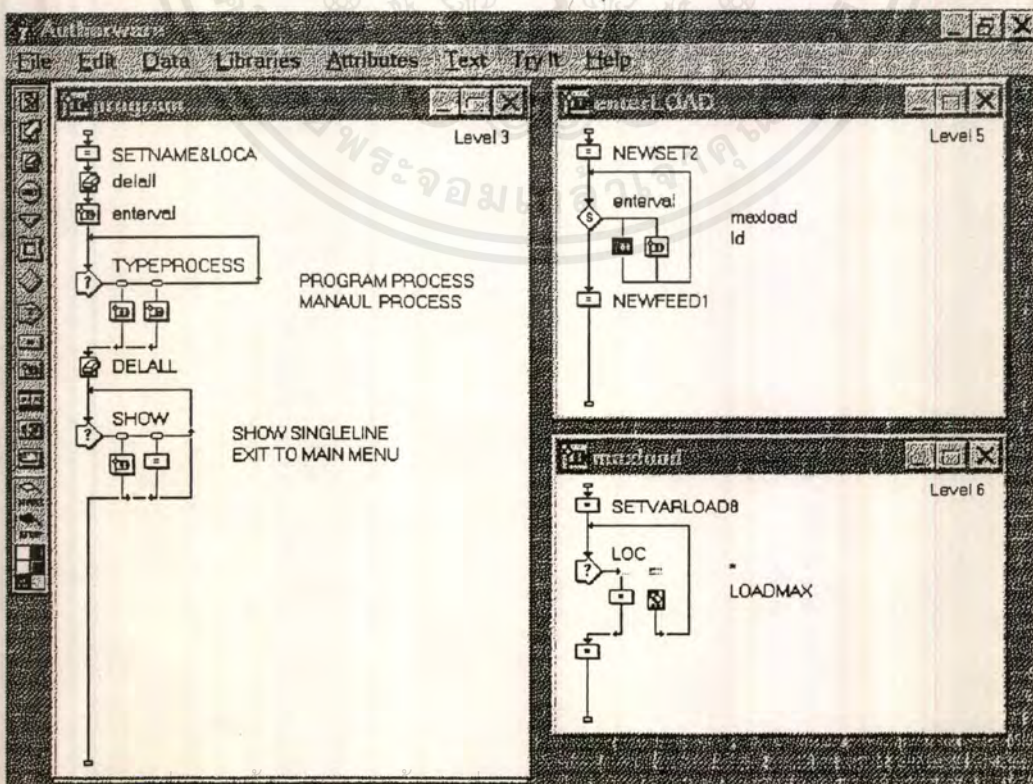 Authorware
File Edit Data Libraries Attributes Text Try It Help
program
Level 3
SETNAME&LOCA
delall
enterval
TYPEPROCESS
PROGRAM PROCESS
MANAUL PROCESS
DELALL
SHOW
SHOW SINGLELINE
EXIT TO MAIN MENU
enterLOAD
Level 5
NEWSET2
enterval
maxload
ld
NEWFEED1
maxload
Level 6
SETVARLOAD8
LOC
*
LOADMAX